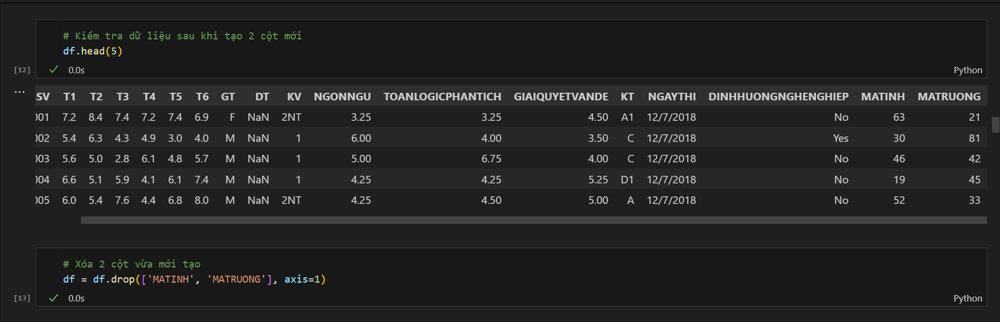 # Kiểm tra dữ liệu sau khi tạo 2 cột mới
df.head(5)
[12] 0.0s Python
... SV T1 T2 T3 T4 T5 T6 GT DT KV NGONNGU TOANLOGICPHANTICH GIAIQUYETVANDE KT NGAYTHI DINHHUONGNGHENGHIEP MATINH MATRUONG
001 7.2 8.4 7.4 7.2 7.4 6.9 F NaN 2NT 3.25 3.25 4.50 A1 12/7/2018 No 63 21
002 5.4 6.3 4.3 4.9 3.0 4.0 M NaN 1 6.00 4.00 3.50 C 12/7/2018 Yes 30 81
003 5.6 5.0 2.8 6.1 4.8 5.7 M NaN 1 5.00 6.75 4.00 C 12/7/2018 No 46 42
004 6.6 5.1 5.9 4.1 6.1 7.4 M NaN 1 4.25 4.25 5.25 D1 12/7/2018 No 19 45
005 6.0 5.4 7.6 4.4 6.8 8.0 M NaN 2NT 4.25 4.50 5.00 A 12/7/2018 No 52 33
# Xóa 2 cột vừa mới tạo
df = df.drop(['MATINH', 'MATRUONG'], axis=1)
[13] 0.0s Python